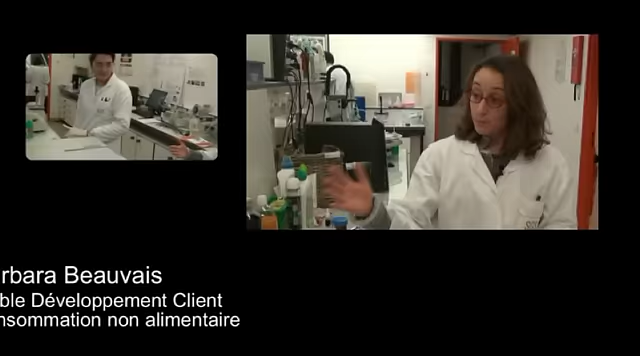 rbara Beauvais
ble Développement Client
nsommation non alimentaire